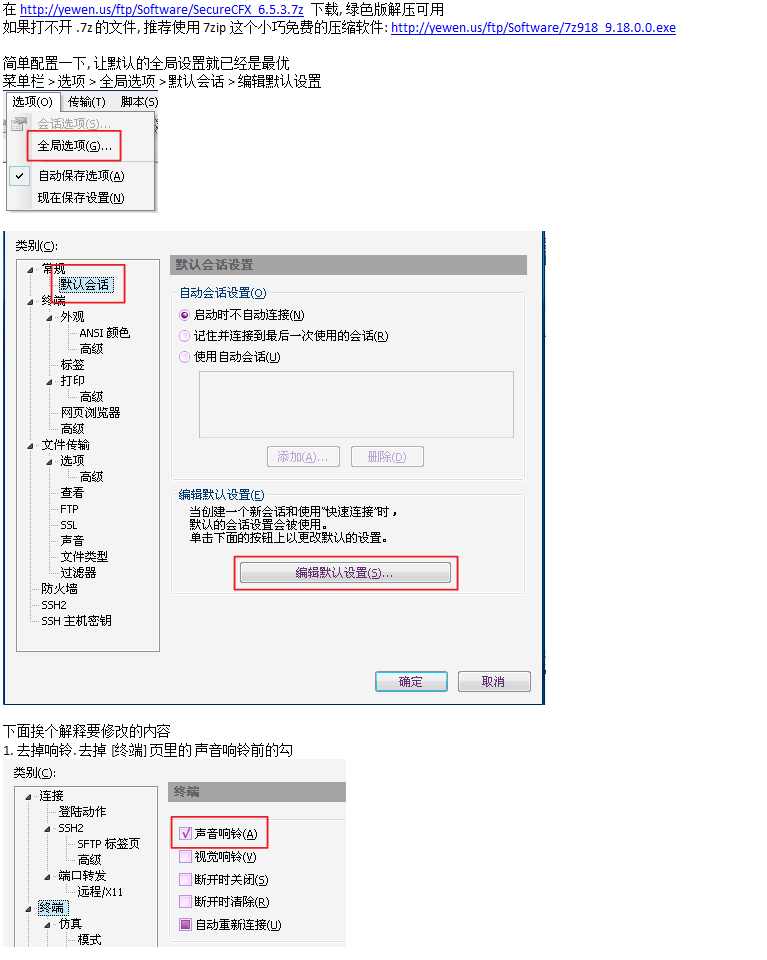 在 http://yewen.us/ftp/Software/SecureCFX_6.5.3.7z 下载, 绿色版解压可用
如果打不开 .7z 的文件, 推荐使用 7zip 这个小巧免费的压缩软件: http://yewen.us/ftp/Software/7z918_9.18.0.0.exe
简单配置一下, 让默认的全局设置就已经是最优
菜单栏 > 选项 > 全局选项 > 默认会话 > 编辑默认设置
选项(O) 传输(T) 脚本(S)
会话选项(S)...
全局选项(G)...
自动保存选项(A)
现在保存设置(N)
类别(C):
常规
默认会话
终端
外观
ANSI 颜色
高级
标签
打印
高级
网页浏览器
高级
文件传输
选项
高级
查看
FTP
SSL
声音
文件类型
过滤器
防火墙
SSH2
SSH 主机密钥
默认会话设置
自动会话设置(O)
启动时不自动连接(N)
记住并连接到最后一次使用的会话(R)
使用自动会话(U)
添加(A)... 删除(D)
编辑默认设置(E)
当创建一个新会话和使用"快速连接"时，
默认的会话设置会被使用。
单击下面的按钮上以更改默认的设置。
编辑默认设置(S)...
确定 取消
下面挨个解释要修改的内容
1. 去掉响铃. 去掉 [终端] 页里的 声音响铃前的勾
类别(C):
连接
登陆动作
SSH2
SFTP 标签页
高级
端口转发
远程/X11
终端
仿真
模式
终端
声音响铃(A)
视觉响铃(V)
断开时关闭(S)
断开时清除(R)
自动重新连接(U)